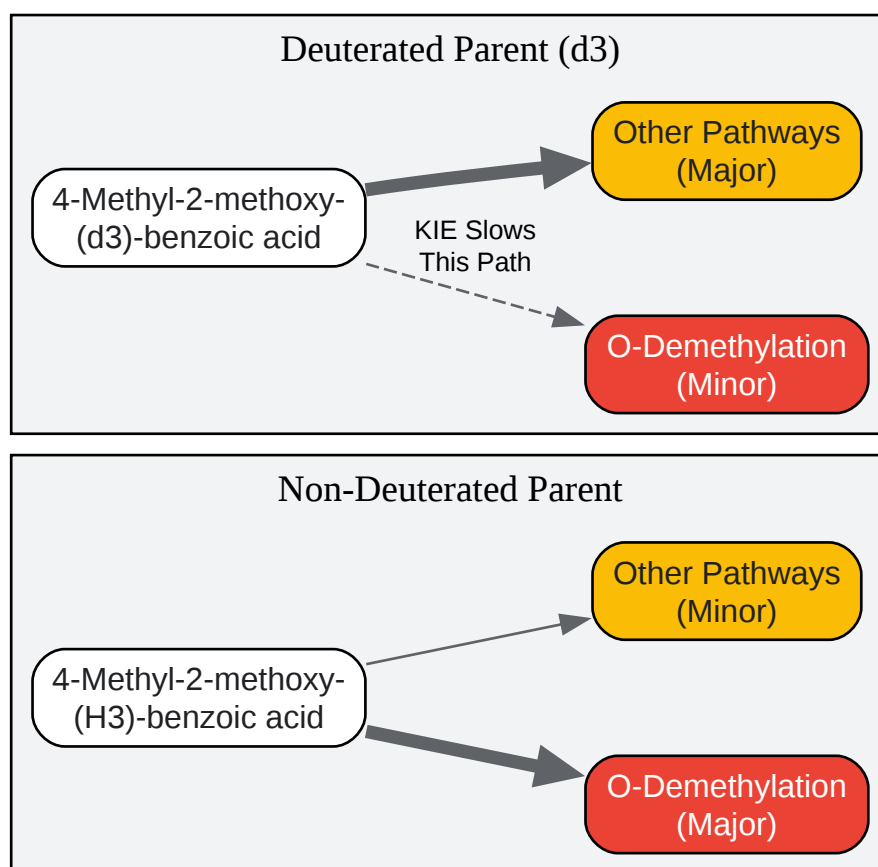 Deuterated Parent (d3)
Other Pathways
(Major)
4-Methyl-2-methoxy-
(d3)-benzoic acid
KIE Slows
This Path
O-Demethylation
(Minor)
Non-Deuterated Parent
Other Pathways
(Minor)
4-Methyl-2-methoxy-
(H3)-benzoic acid
O-Demethylation
(Major)